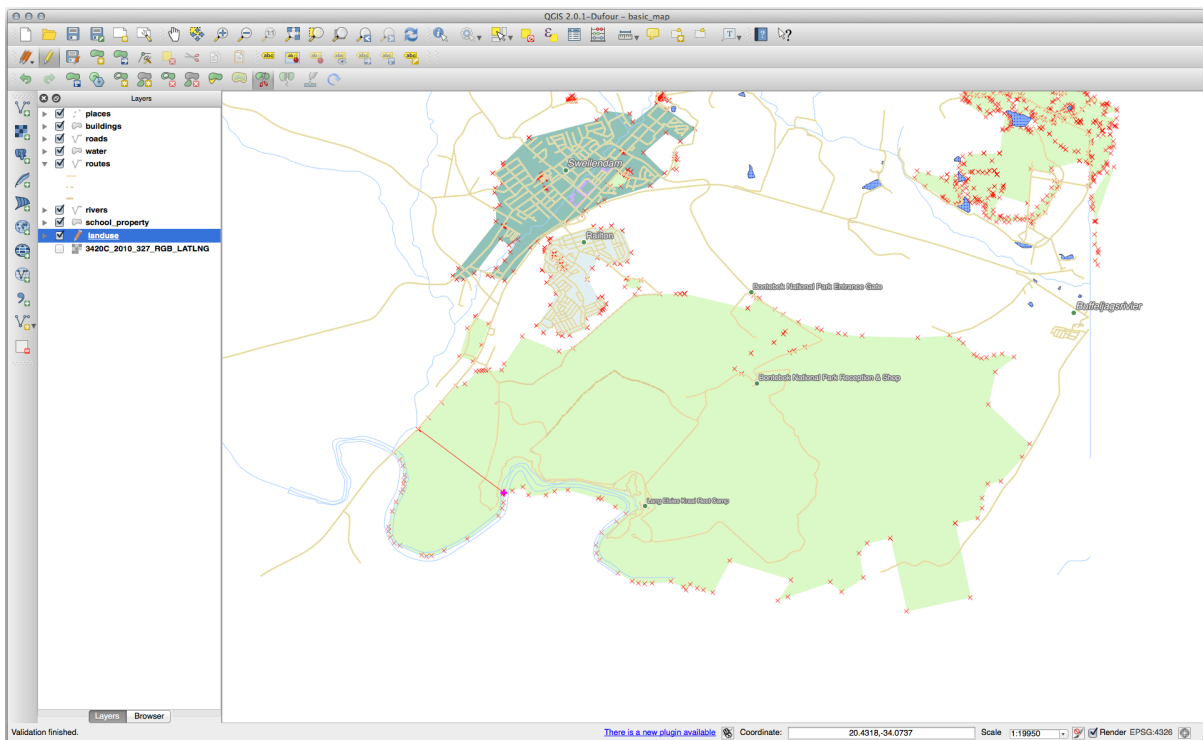 QGIS 2.0.1-Dufour – basic_map
Layers
places
buildings
roads
water
routes
rivers
school_property
landuse
3420C_2010_327_RGB_LATLNG
Swellendam
Railton
Bontebok National Park Entrance Gate
Buffeljagsrivier
Bontebok National Park Reception & Shop
Lang Elsies Kraal Rest Camp
Layers Browser
Validation finished. There is a new plugin available Coordinate: 20.4318,-34.0737 Scale 1:19950 Render EPSG:4326